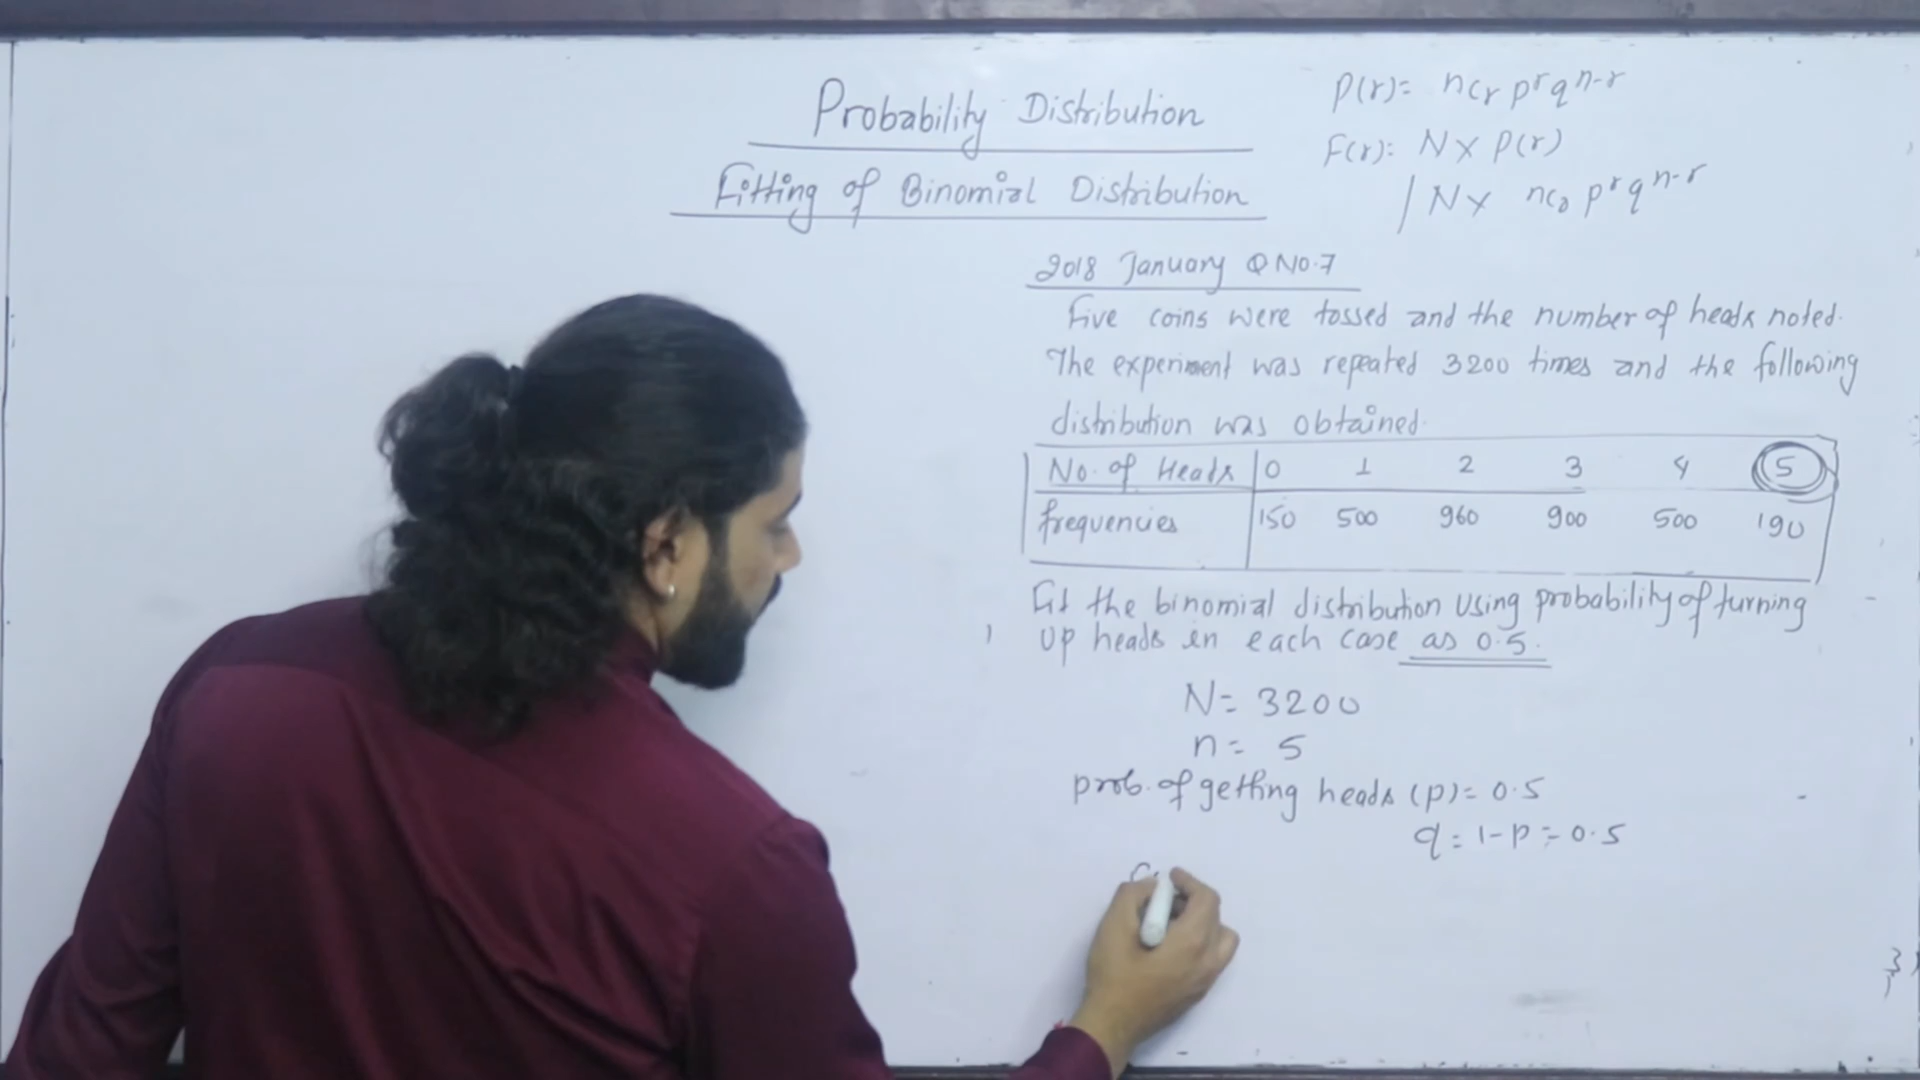 Probability Distribution
Fitting of Binomial Distribution
P(r)= ncr p^r q^n-r
F(r): N x P(r)
/ N x nc0 p^r q^n-r
2018 January Q NO.7
Five coins were tossed and the number of heads noted.
The experiment was repeated 3200 times and the following
distribution was obtained.
No. of Heads 0 1 2 3 4 5
frequencies 150 500 960 900 500 190
Fit the binomial distribution using probability of turning
up heads in each case as 0.5.
N= 3200
n= 5
prob. of getting heads (p)= 0.5
q = 1-p = 0.5